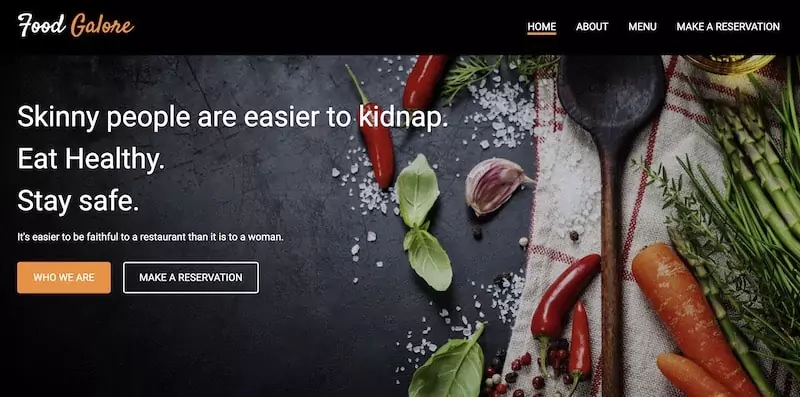 Food Galore
HOME
ABOUT
MENU
MAKE A RESERVATION
Skinny people are easier to kidnap.
Eat Healthy.
Stay safe.
It's easier to be faithful to a restaurant than it is to a woman.
WHO WE ARE
MAKE A RESERVATION